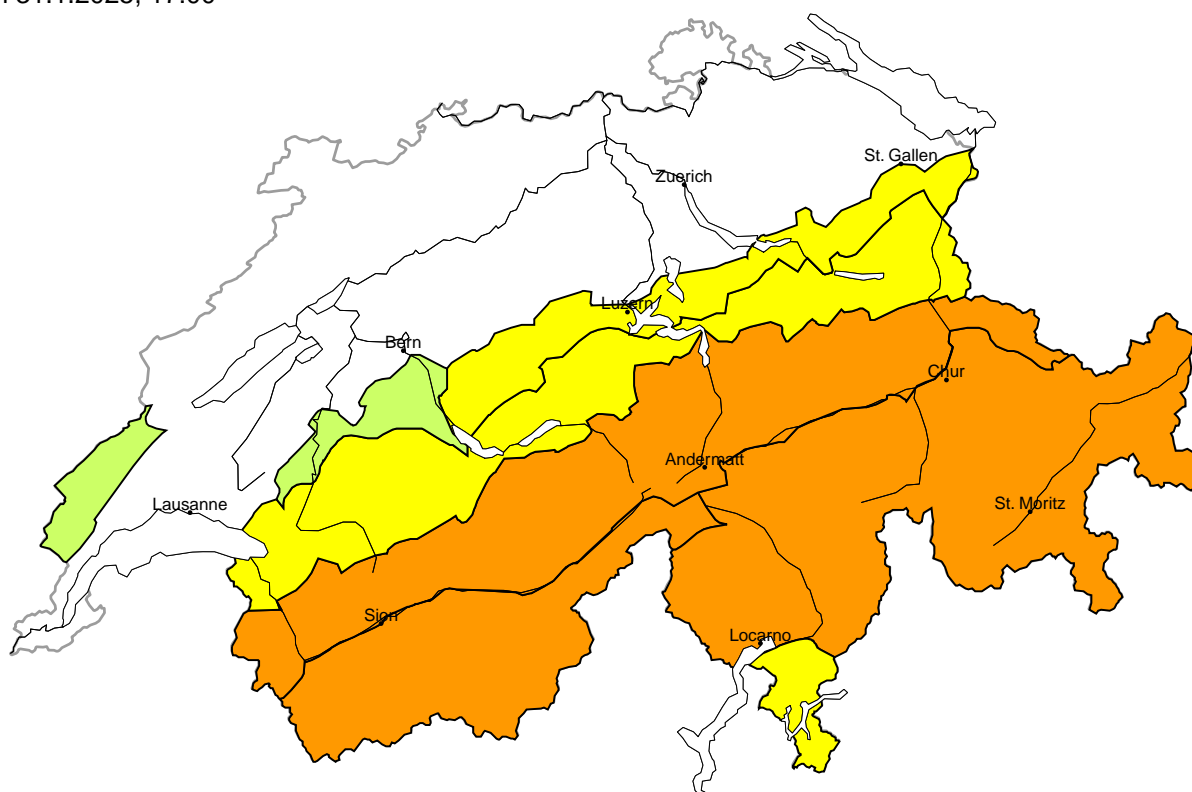 St. Gallen
Zuerich
Luzern
Bern
Chur
Andermatt
Lausanne
St. Moritz
Sion
Locarno